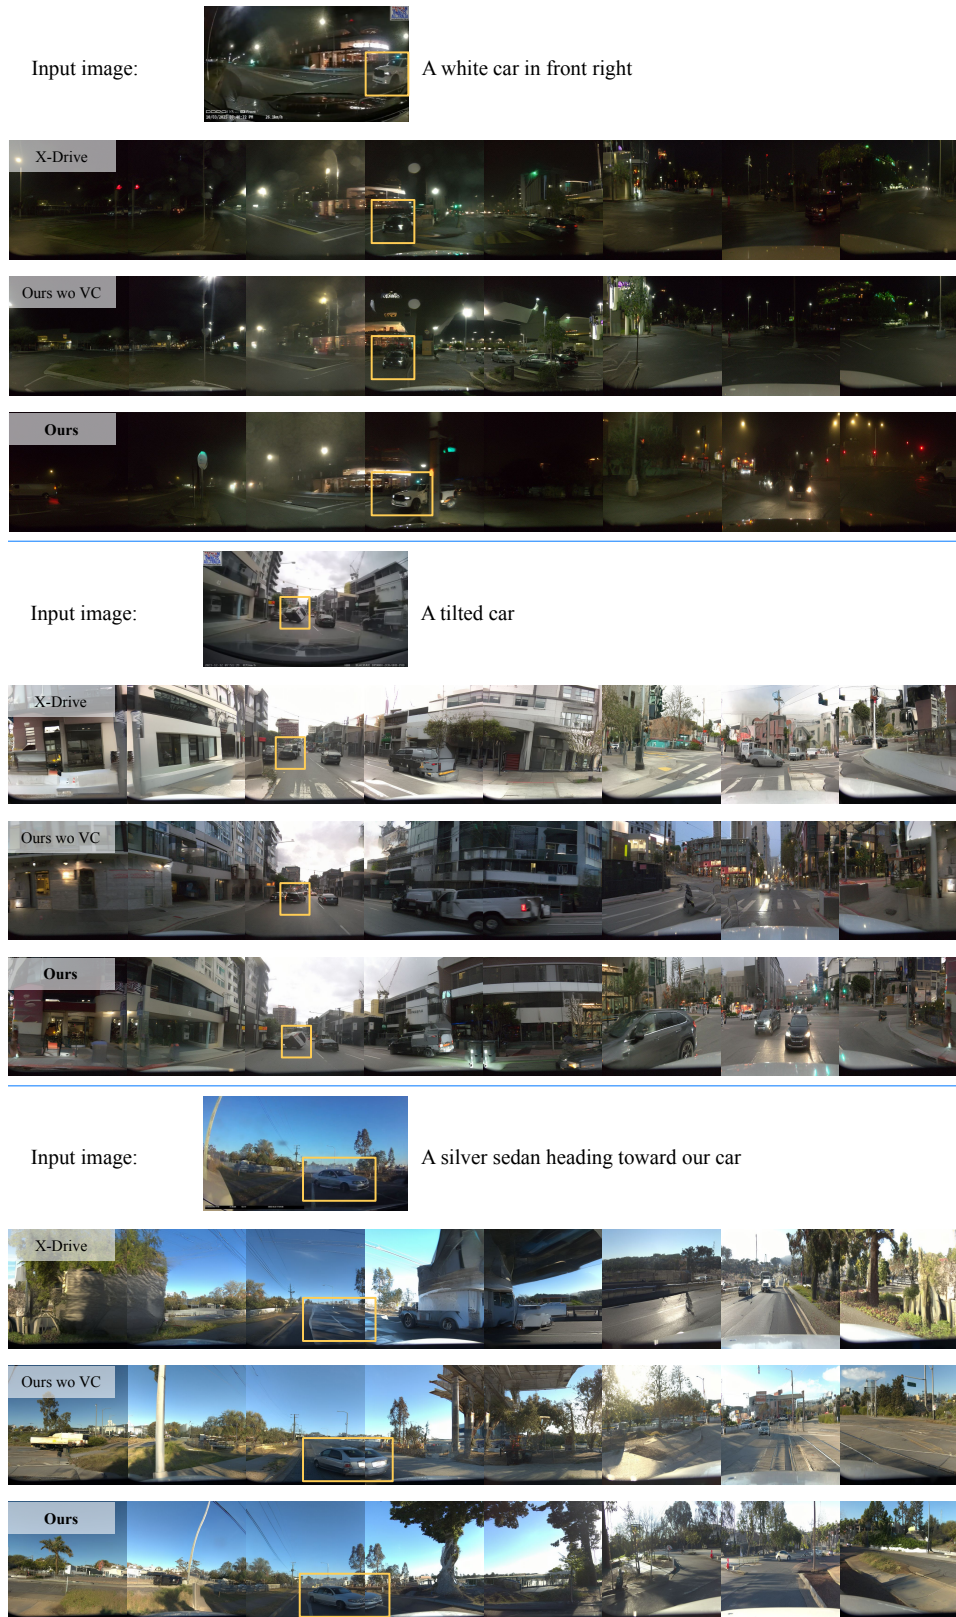 Input image:
A white car in front right
X-Drive
Ours wo VC
Ours
Input image:
A tilted car
X-Drive
Ours wo VC
Ours
Input image:
A silver sedan heading toward our car
X-Drive
Ours wo VC
Ours